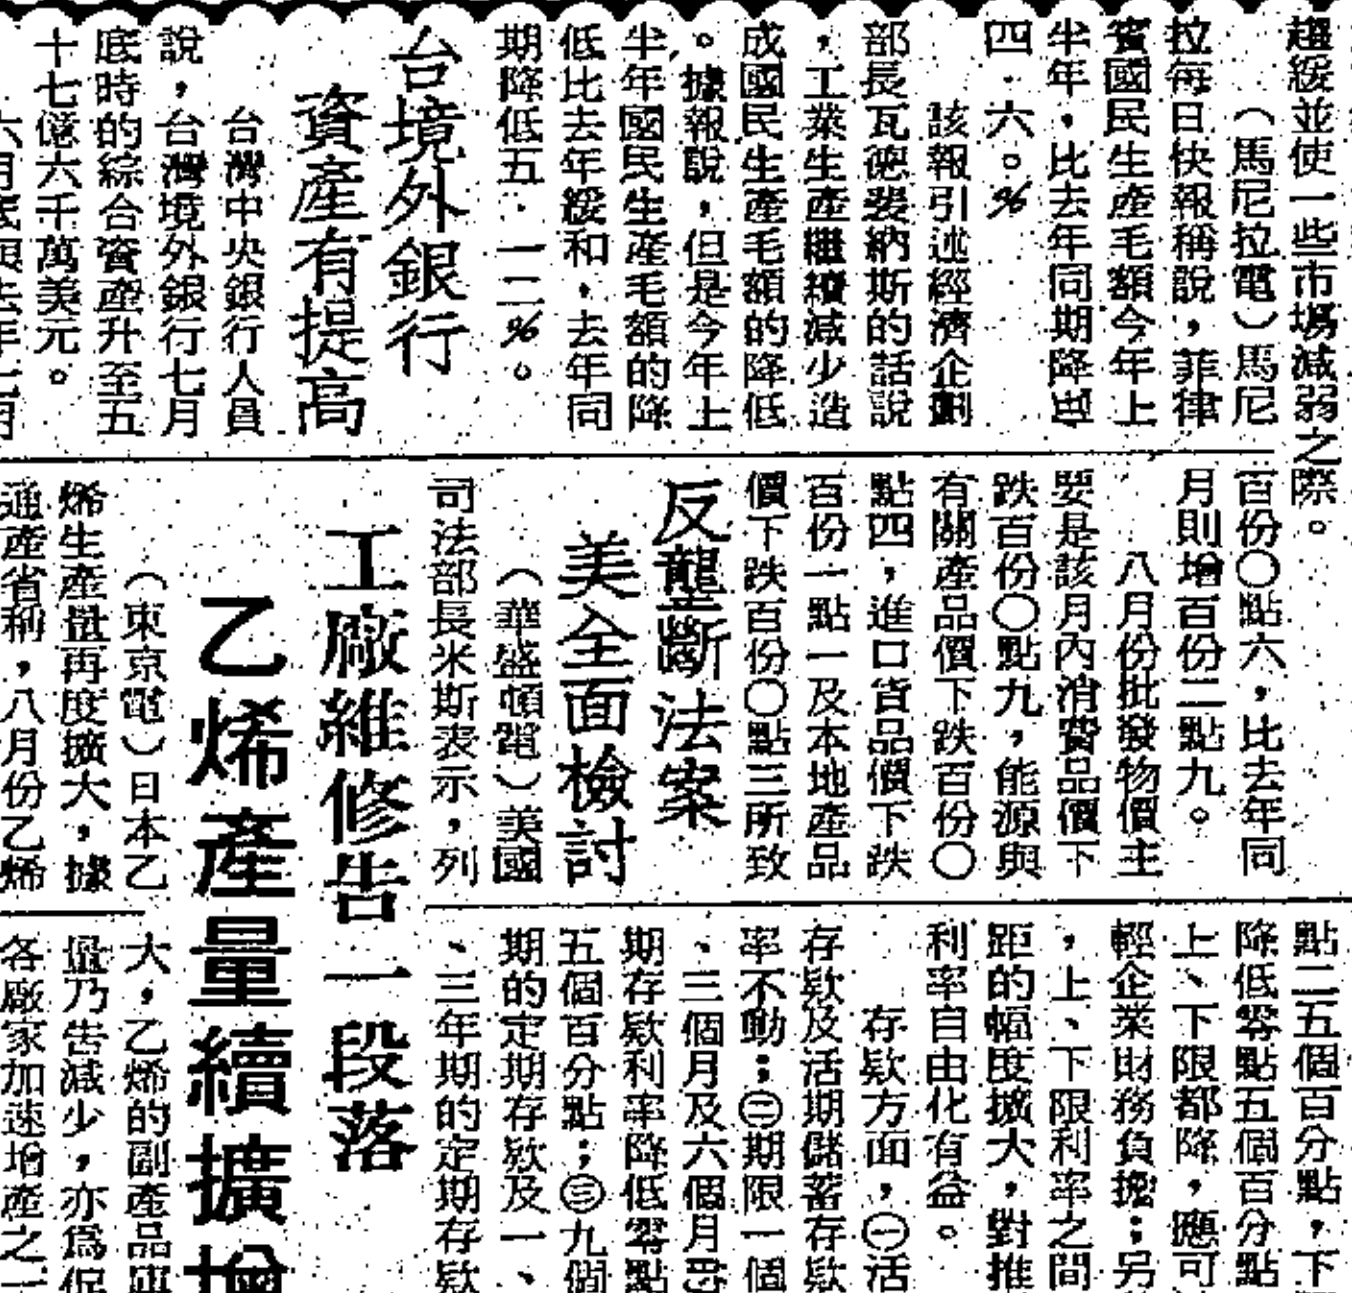 趨緩並使一些市場減弱之際。
（馬尼拉電）馬尼
拉每日快報稱說，菲律
賓國民生產毛額今年上
半年，比去年同期降低
四．六。%
該報引述經濟企劃
部長瓦德裴納斯的話說
，工業生產繼續減少造
成國民生產毛額的降低
。據報說，但是今年上
半年國民生產毛額的降
低比去年緩和，去年同
期降低五．一二%。
台境外銀行
資產有提高
台灣中央銀行人員
說，台灣境外銀行七月
底時的綜合資產升至五
十七億六千萬美元。
百份〇點六，比去年同
月則增百份二點九。
八月份批發物價主
要是該月內消費品價下
跌百份〇點九，能源與
有關產品價下跌百份〇
點四，進口貨品價下跌
百份一點一及本地產品
價下跌百份〇點三所致
反壟斷法案
美全面檢討
（華盛頓電）美國
司法部長米斯表示，列
工廠維修告一段落
乙烯產量續擴增
（東京電）日本乙
烯生產量再度擴大，據
通產省稱，八月份乙烯
點二五個百分點，下
降低零點五個百分點
上、下限都降，應可
輕企業財務負擔；另
，上、下限利率之間
距的幅度擴大，對推
利率自由化有益。
存款方面，㊀活
存款及活期儲蓄存款
率不動；㊁期限一個
、三個月及六個月的
期存款利率降低零點
五個百分點；㊂九個
期的定期存款及一、
、三年期的定期存款
大，乙烯的副產品
量乃告減少，亦為促
各廠家加速增產之一